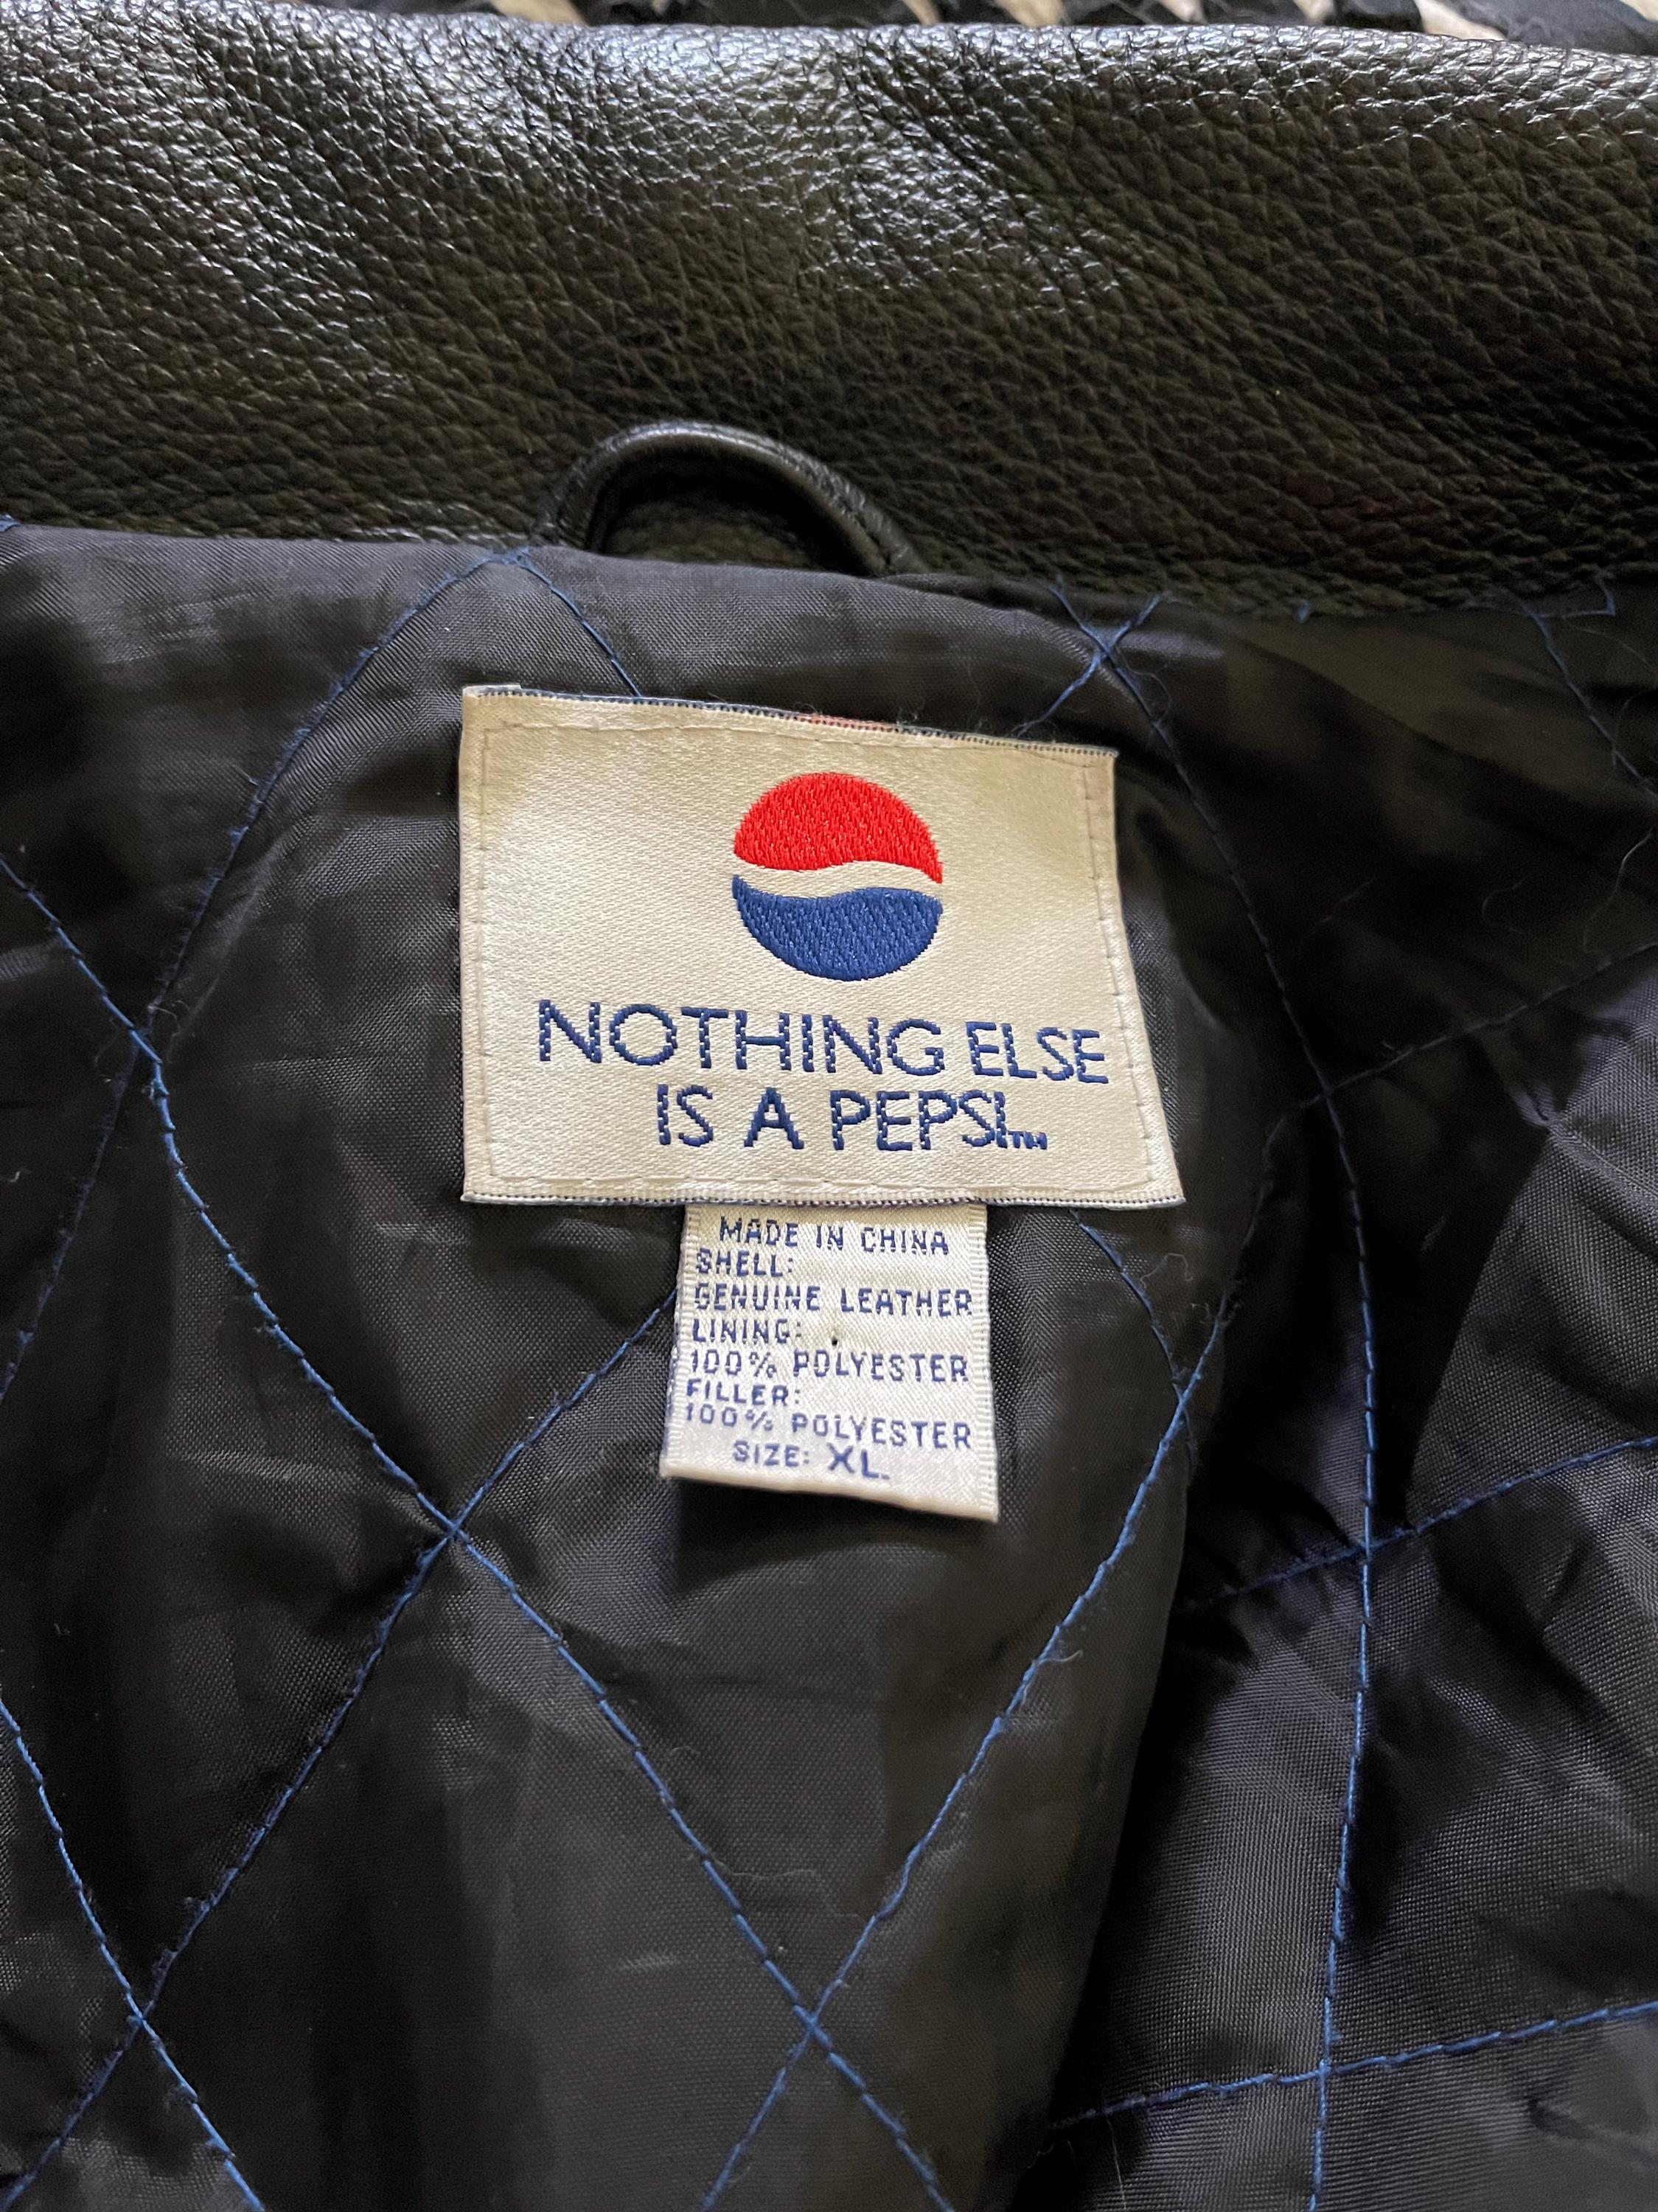 NOTHING ELSE
IS A PEPSI™
MADE IN CHINA
SHELL:
GENUINE LEATHER
LINING:
100% POLYESTER
FILLER:
100% POLYESTER
SIZE: XL